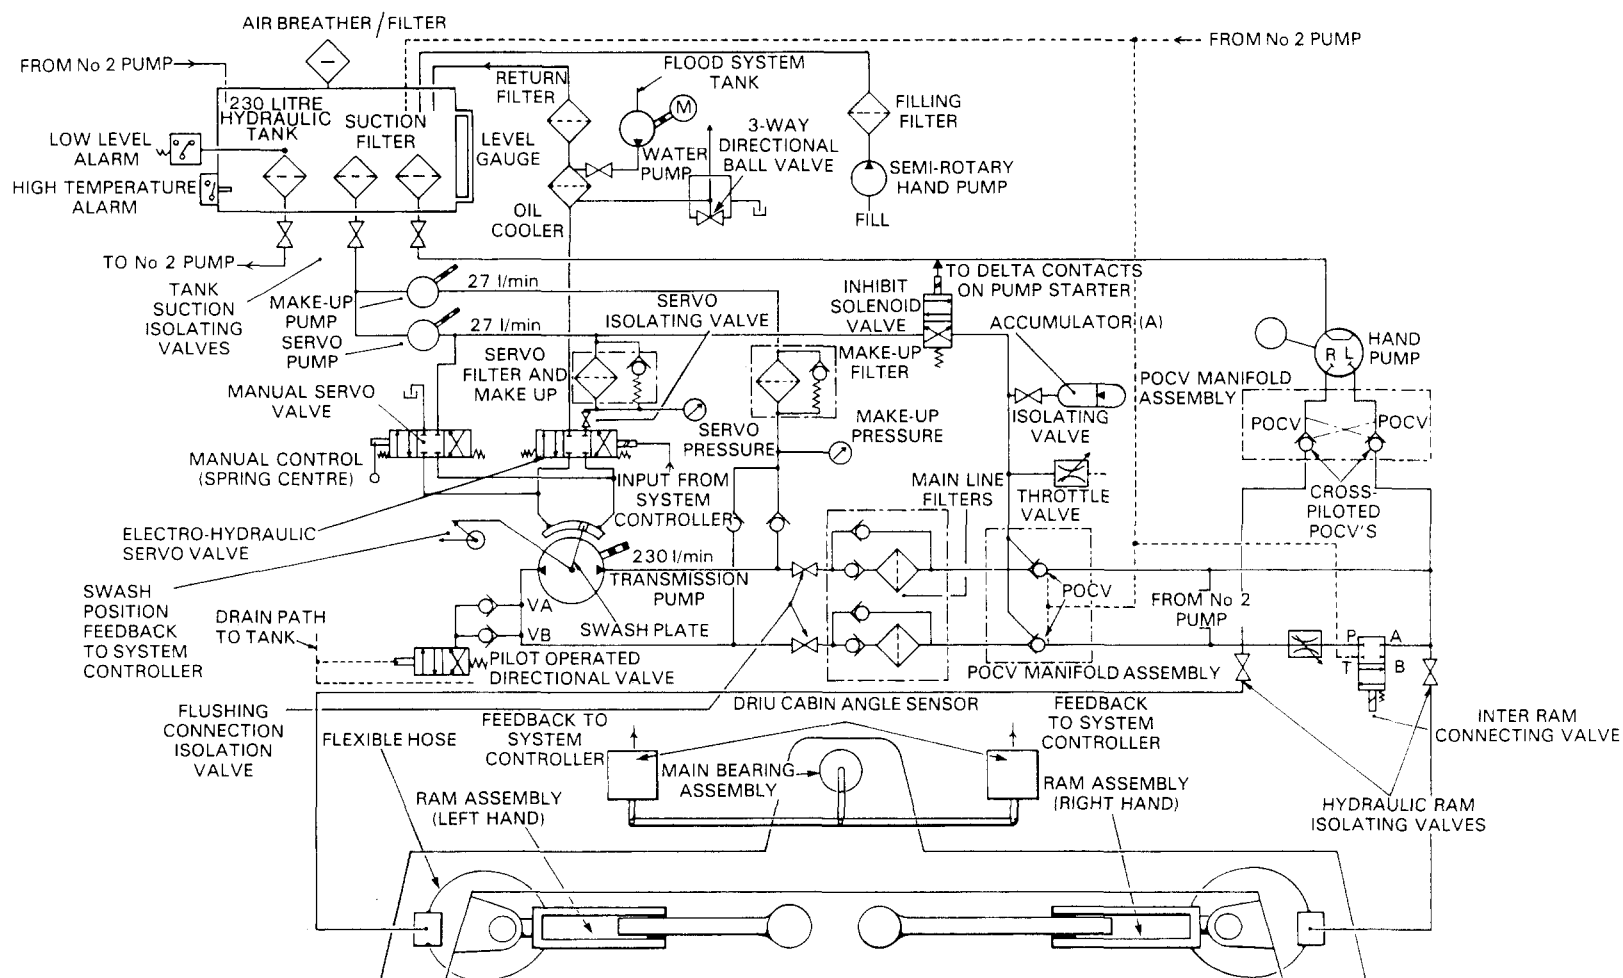 AIR BREATHER/FILTER
FROM No 2 PUMP
FROM No 2 PUMP
FLOOD SYSTEM
TANK
RETURN
FILTER
M
230 LITRE
HYDRAULIC
TANK
SUCTION
FILTER
LEVEL
GAUGE
FILLING
FILTER
3-WAY
DIRECTIONAL
BALL VALVE
LOW LEVEL
ALARM
WATER
PUMP
SEMI-ROTARY
HAND PUMP
HIGH TEMPERATURE
ALARM
OIL
COOLER
FILL
TO No 2 PUMP
TANK
SUCTION
ISOLATING
VALVES
MAKE-UP
PUMP
27 l/min
SERVO
PUMP
27 l/min
SERVO
ISOLATING VALVE
INHIBIT
SOLENOID
VALVE
TO DELTA CONTACTS
ON PUMP STARTER
ACCUMULATOR (A)
HAND
PUMP
R L
SERVO
FILTER AND
MAKE UP
MAKE-UP
FILTER
POCV MANIFOLD
ASSEMBLY
MANUAL SERVO
VALVE
ISOLATING
VALVE
POCV
POCV
SERVO
PRESSURE
MAKE-UP
PRESSURE
MANUAL CONTROL
(SPRING CENTRE)
INPUT FROM
SYSTEM
CONTROLLER
MAIN LINE
FILTERS
THROTTLE
VALVE
CROSS-
PILOTED
POCV'S
ELECTRO-HYDRAULIC
SERVO VALVE
230 l/min
TRANSMISSION
PUMP
POCV
SWASH
POSITION
FEEDBACK
TO SYSTEM
CONTROLLER
DRAIN PATH
TO TANK
VA
VB
SWASH PLATE
FROM No 2
PUMP
P A
T B
PILOT OPERATED
DIRECTIONAL VALVE
POCV MANIFOLD ASSEMBLY
FLUSHING
CONNECTION
ISOLATION
VALVE
FLEXIBLE HOSE
FEEDBACK TO
SYSTEM
CONTROLLER
DRIU CABIN ANGLE SENSOR
FEEDBACK
TO SYSTEM
CONTROLLER
INTER RAM
CONNECTING VALVE
MAIN BEARING
ASSEMBLY
RAM ASSEMBLY
(LEFT HAND)
RAM ASSEMBLY
(RIGHT HAND)
HYDRAULIC RAM
ISOLATING VALVES